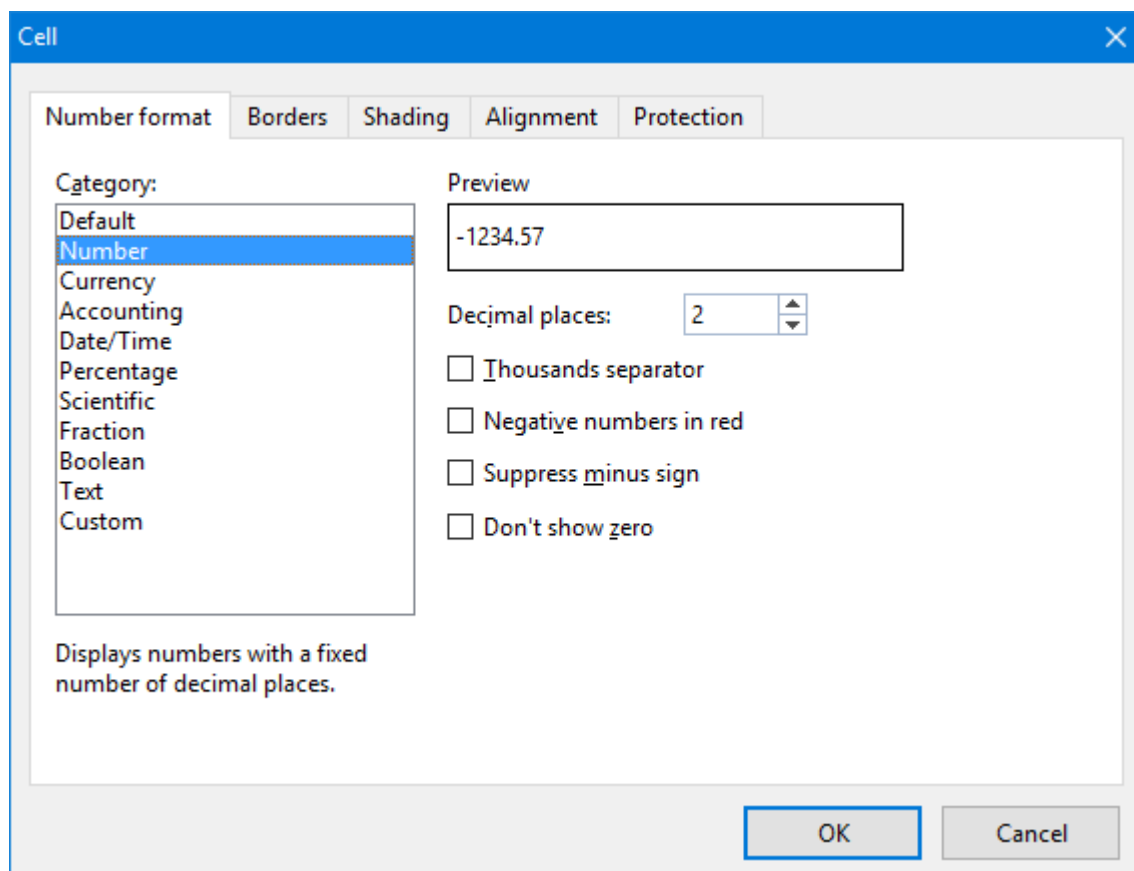 Cell
Number format Borders Shading Alignment Protection
Category:
Default
Number
Currency
Accounting
Date/Time
Percentage
Scientific
Fraction
Boolean
Text
Custom
Displays numbers with a fixed
number of decimal places.
Preview
-1234.57
Decimal places: 2
Thousands separator
Negative numbers in red
Suppress minus sign
Don't show zero
OK Cancel